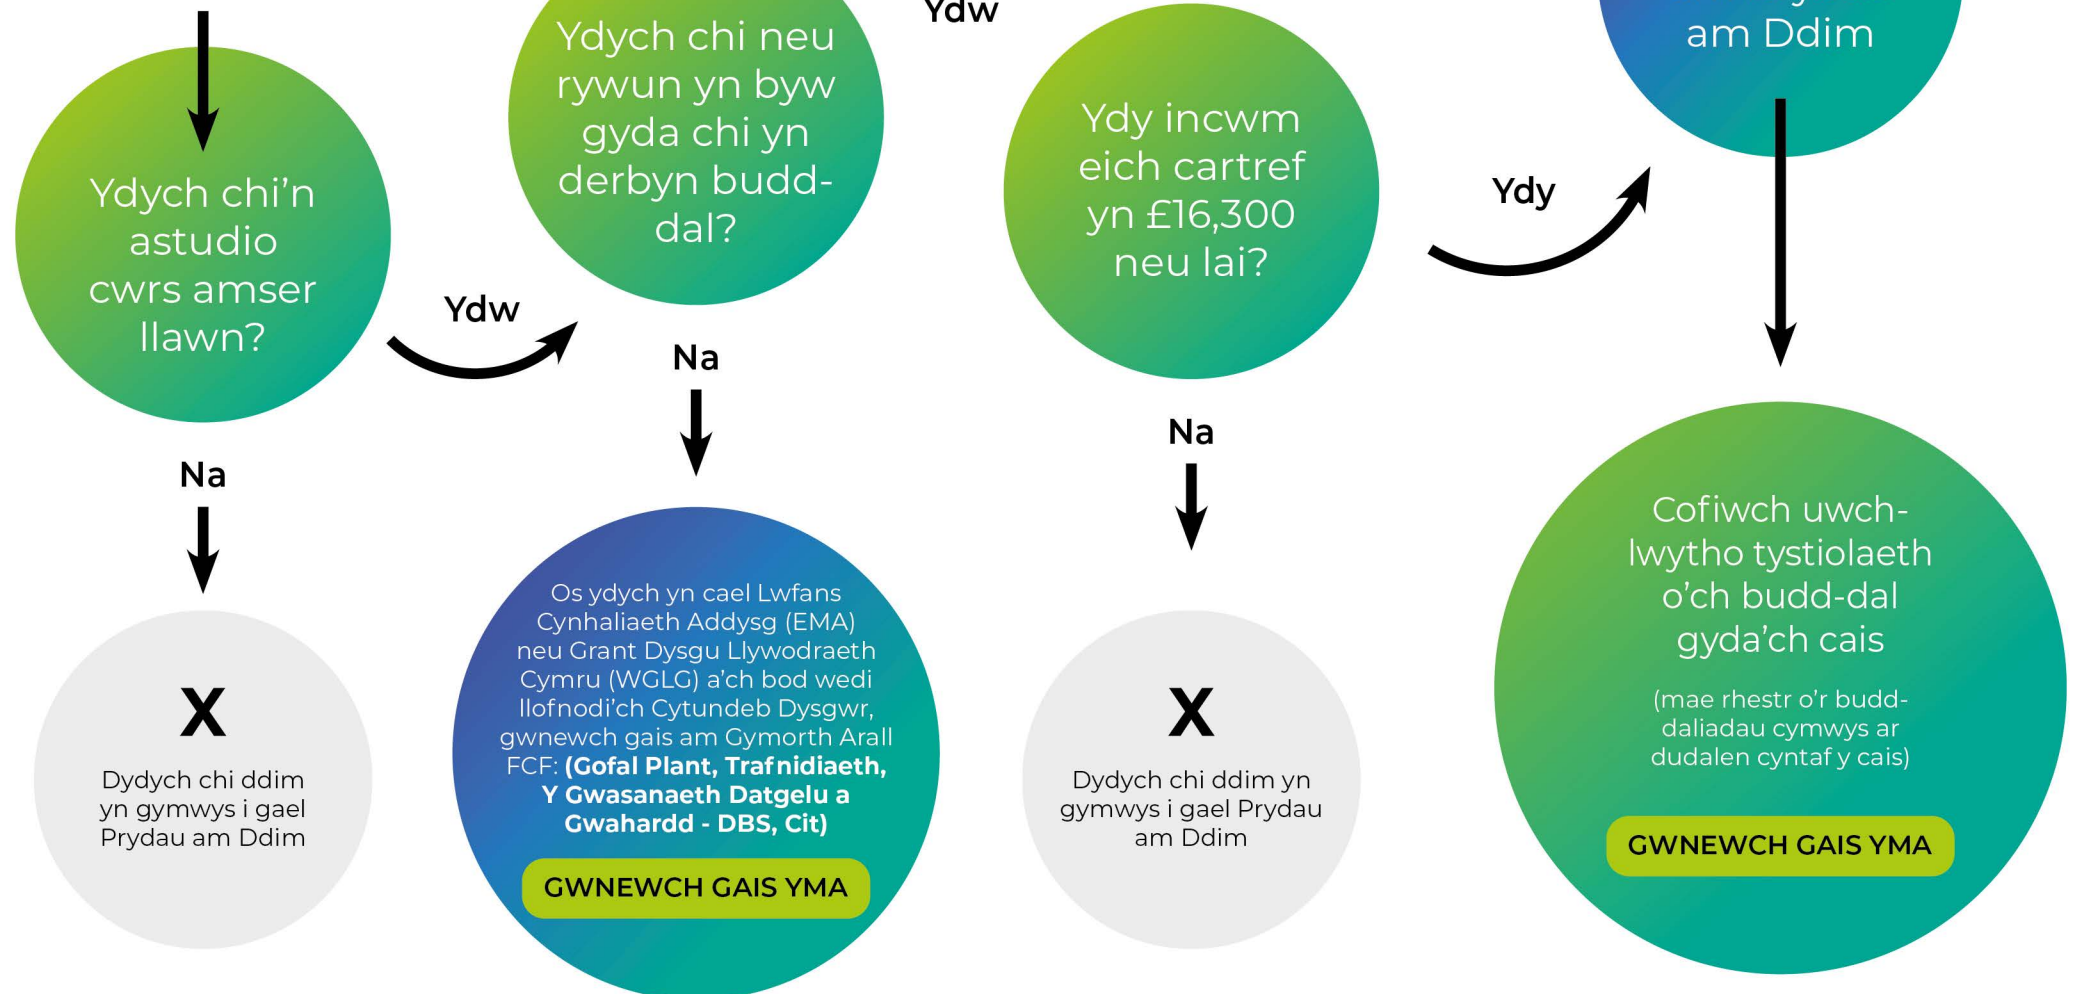 Ydych chi'n
astudio
cwrs amser
llawn?
Ydw
Na
X
Dydych chi ddim
yn gymwys i gael
Prydau am Ddim
Ydych chi neu
rywun yn byw
gyda chi yn
derbyn budd-
dal?
Ydw
Na
Os ydych yn cael Lwfans
Cynhaliaeth Addysg (EMA)
neu Grant Dysgu Llywodraeth
Cymru (WGLG) a'ch bod wedi
llofnodi'ch Cytundeb Dysgwr,
gwnewch gais am Gymorth Arall
FCF: (Gofal Plant, Trafnidiaeth,
Y Gwasanaeth Datgelu a
Gwahardd - DBS, Cit)
GWNEWCH GAIS YMA
Ydy incwm
eich cartref
yn £16,300
neu lai?
Ydy
Na
X
Dydych chi ddim yn
gymwys i gael Prydau
am Ddim
am Ddim
Cofiwch uwch-
lwytho tystiolaeth
o'ch budd-dal
gyda'ch cais
(mae rhestr o'r budd-
daliadau cymwys ar
dudalen cyntaf y cais)
GWNEWCH GAIS YMA